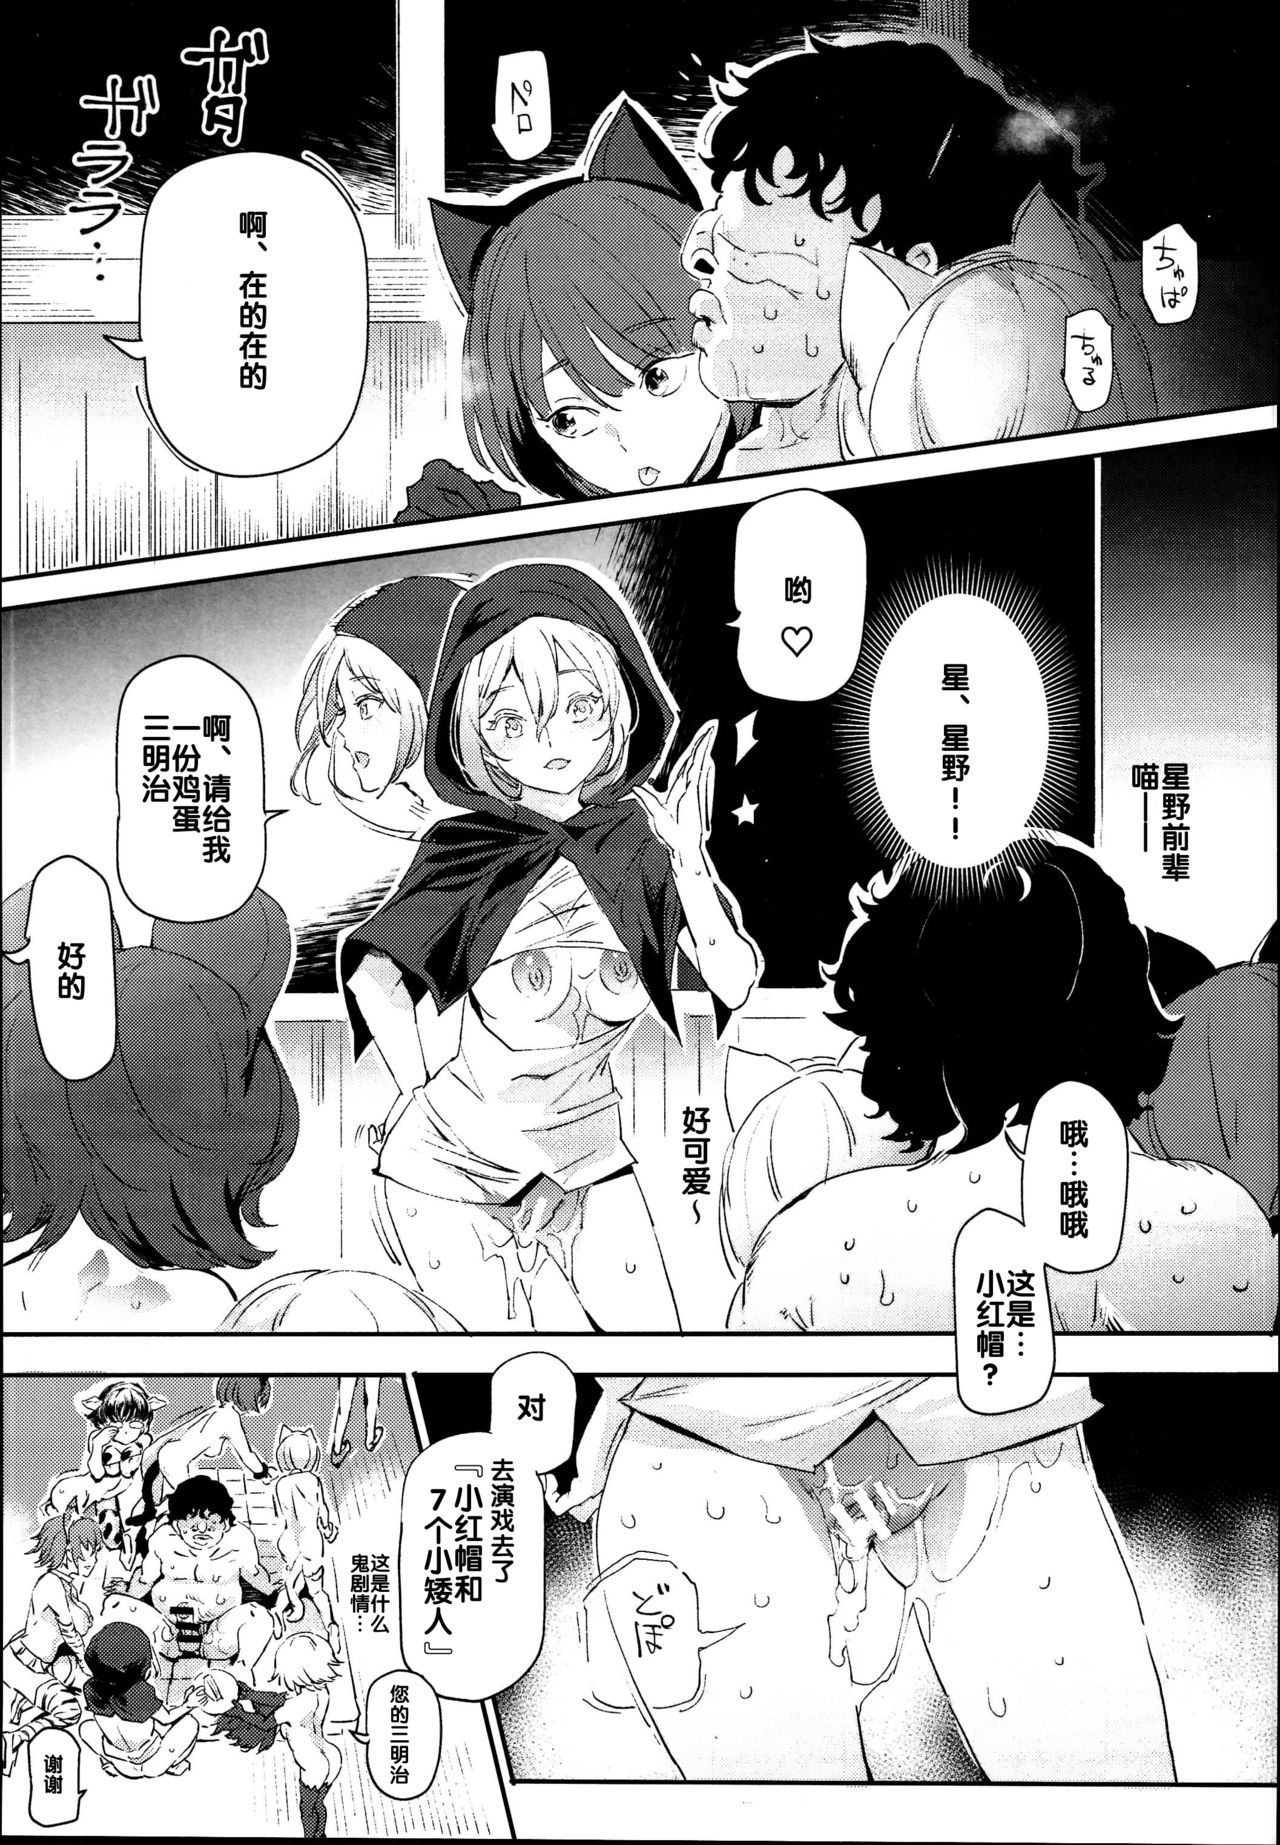 ガタ
ガララ…
ペロ
ちゅぱ
ちゅる
啊、在的在的
星野前辈
喵——
星、星野！！
哟
♡
啊、请给我
一份鸡蛋
三明治
好的
好可爱～
哦…哦哦
这是…
小红帽？
对
去演戏去了
『小红帽和
7个小矮人』
这是什么
鬼剧情…
您的三明治
谢谢